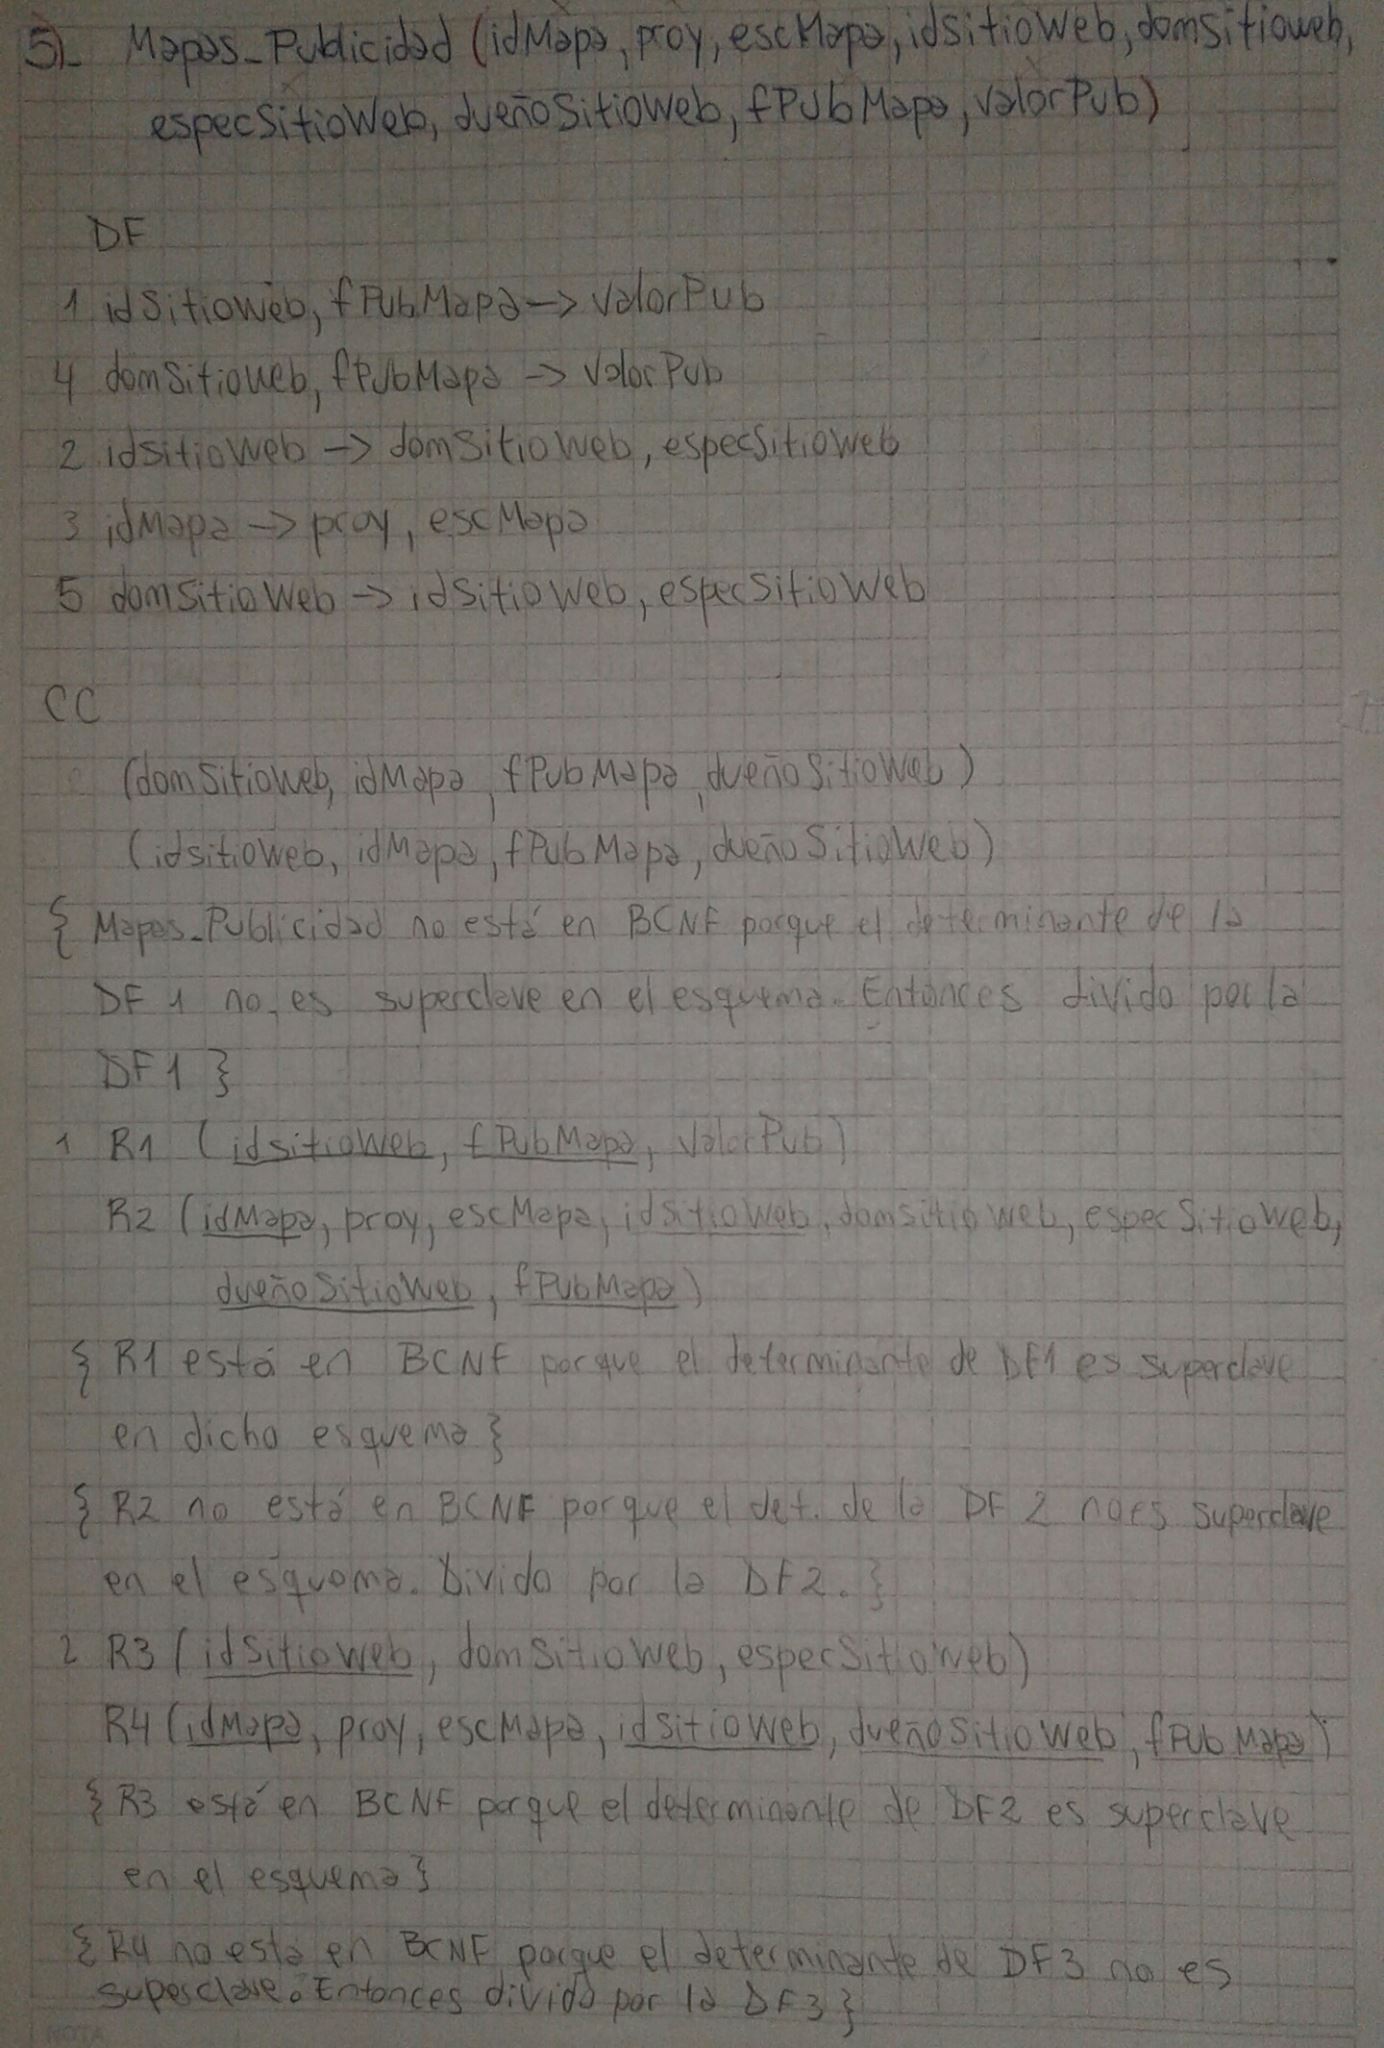 5)_ Mapas_Publicidad (idMapa, proy, escMapa, idsitioWeb, domsitioweb,
especSitioWeb, dueñoSitioWeb, fPubMapa, valorPub)
DF
1 idSitioWeb, fPubMapa -> valorPub
4 domSitioweb, fPubMapa -> valorPub
2 idsitioWeb -> domSitioWeb, especSitioWeb
3 idMapa -> proy, escMapa
5 domSitioWeb -> idSitioWeb, especSitioWeb
CC
(domSitioweb, idMapa, fPubMapa, dueñoSitioWeb)
(idsitioweb, idMapa, fPubMapa, dueñoSitioWeb)
{ Mapas_Publicidad no está en BCNF porque el determinante de la
DF 1 no es superclave en el esquema. Entonces divido por la
DF1 }
1 R1 (idsitioWeb, fPubMapa, valorPub)
R2 (idMapa, proy, escMapa, idsitioWeb, domsitioweb, especSitioWeb,
dueñoSitioWeb, fPubMapa)
{ R1 está en BCNF porque el determinante de DF1 es superclave
en dicho esquema }
{ R2 no está en BCNF porque el det. de la DF 2 no es superclave
en el esquema. Divido por la DF2. }
2 R3 (idSitioWeb, domSitioWeb, especSitioWeb)
R4 (idMapa, proy, escMapa, idsitioWeb, dueñoSitioWeb, fPubMapa)
{ R3 está en BCNF porque el determinante de DF2 es superclave
en el esquema }
{ R4 no está en BCNF porque el determinante de DF3 no es
superclave. Entonces divido por la DF3 }
NOTA